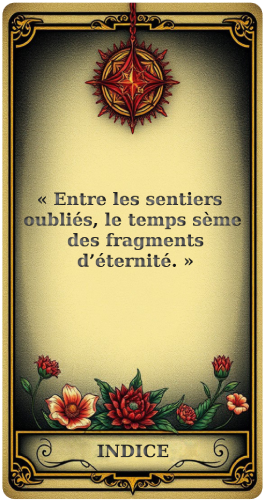 « Entre les sentiers
oubliés, le temps sème
des fragments
d’éternité. »
INDICE